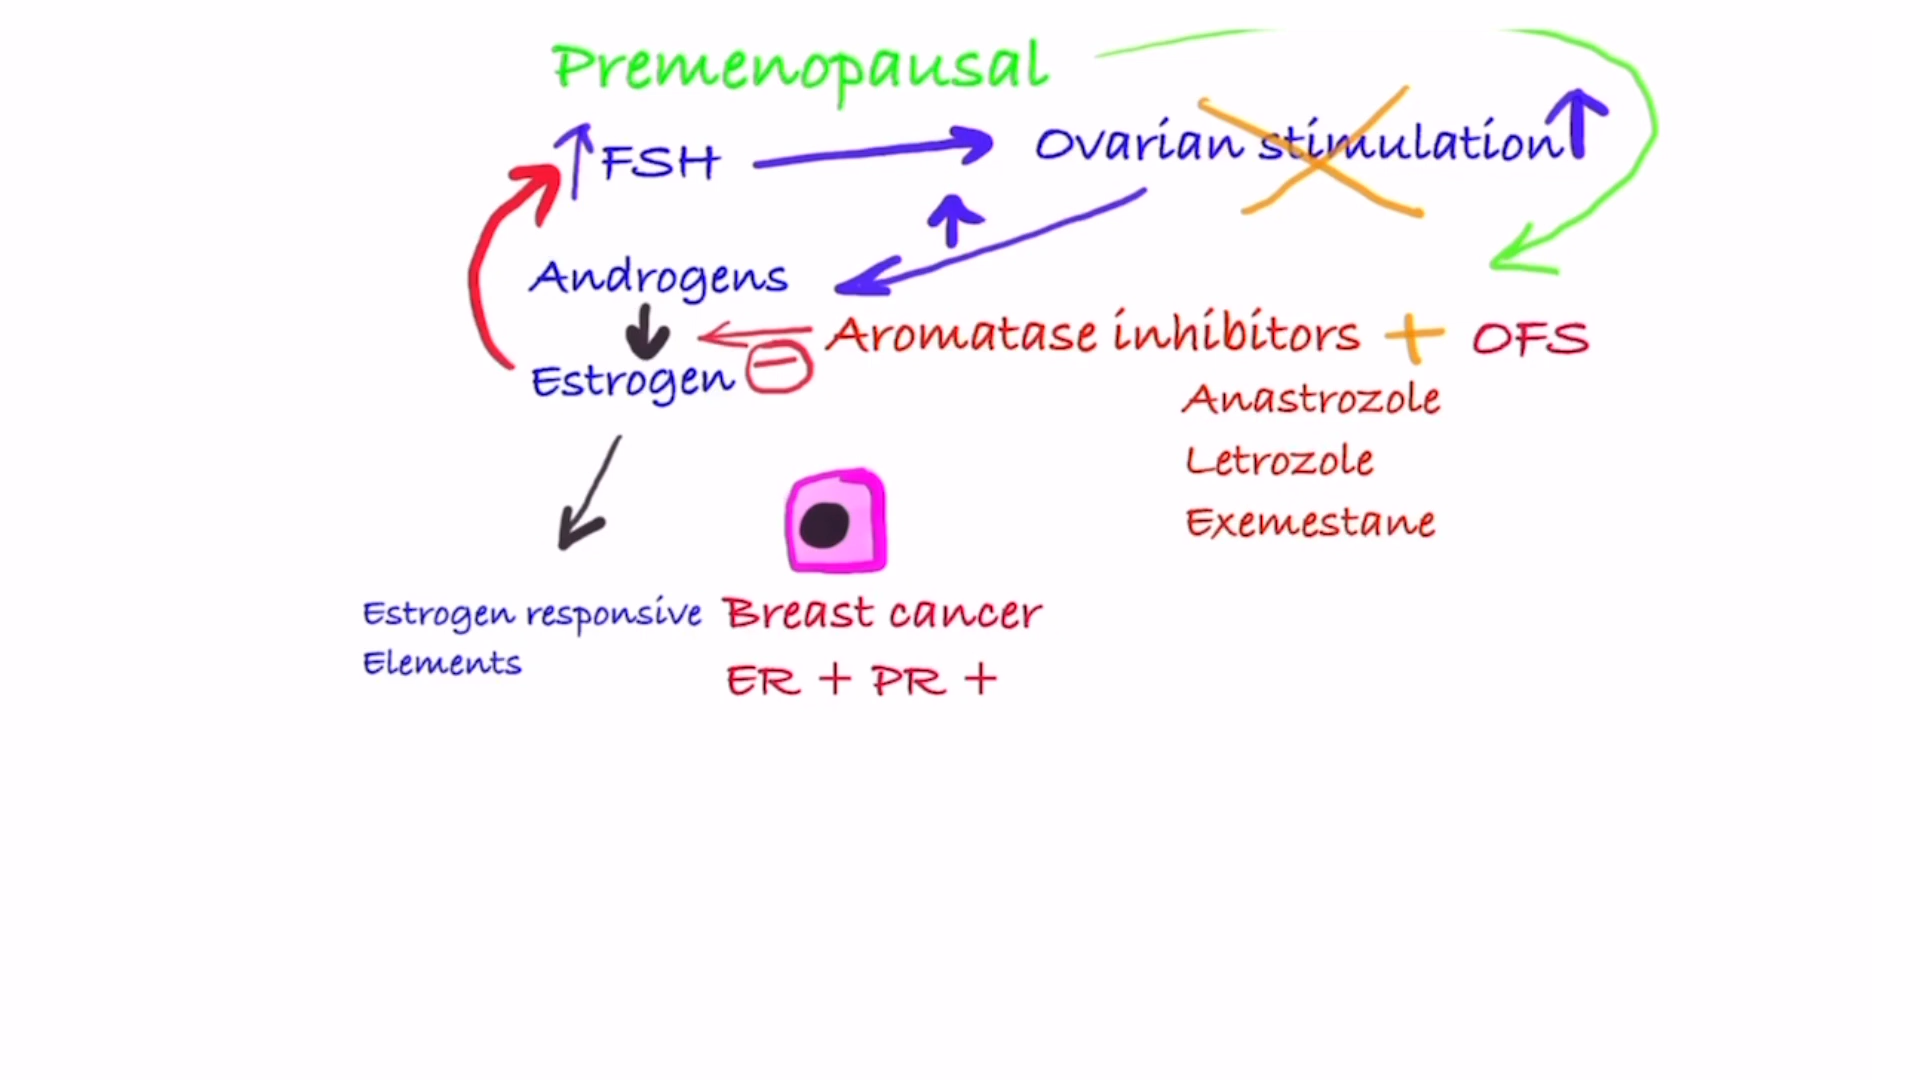 Premenopausal
FSH
Ovarian stimulation
Androgens
Aromatase inhibitors + OFS
Estrogen
Anastrozole
Letrozole
Exemestane
Estrogen responsive
Elements
Breast cancer
ER + PR +